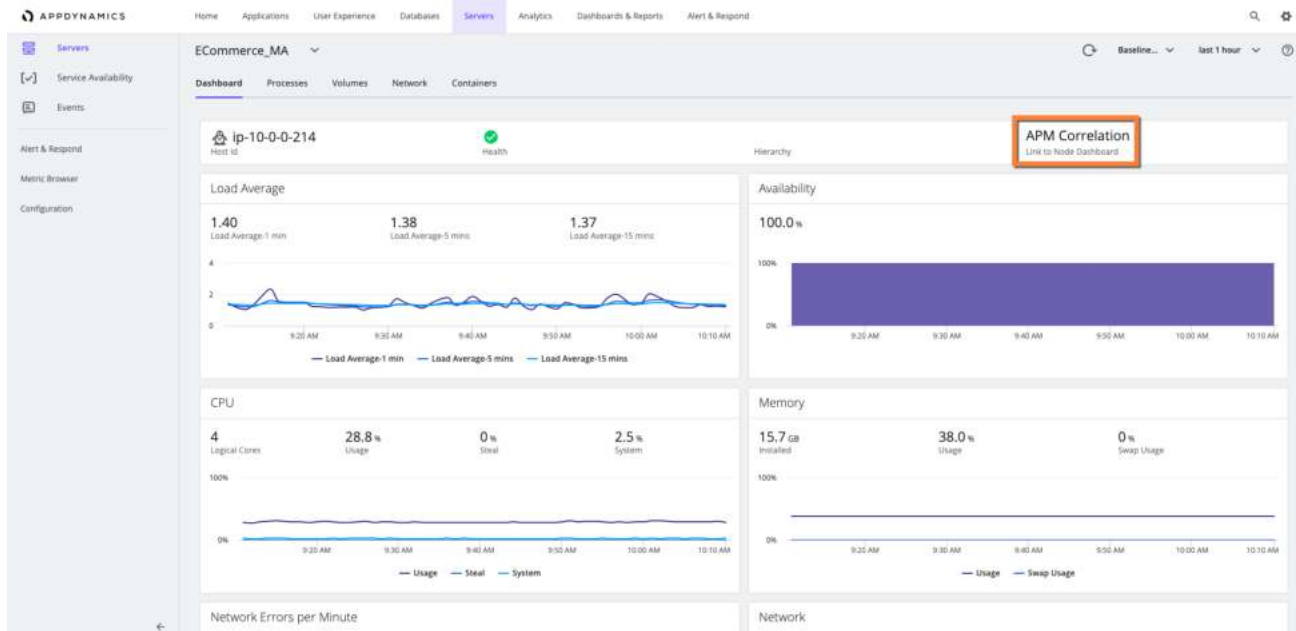 APPDYNAMICS
Home Applications User Experience Databases Servers Analytics Dashboards & Reports Alert & Respond
Servers
Service Availability
Events
Alert & Respond
Metric Browser
Configuration
ECommerce_MA
Baseline... last 1 hour
Dashboard Processes Volumes Network Containers
ip-10-0-0-214
Host Id
Health
Hierarchy
APM Correlation
Link to Node Dashboard
Load Average
1.40 1.38 1.37
Load Average-1 min Load Average-5 mins Load Average-15 mins
4
2
0
9:20 AM 9:30 AM 9:40 AM 9:50 AM 10:00 AM 10:10 AM
Load Average-1 min Load Average-5 mins Load Average-15 mins
Availability
100.0 %
100%
0%
9:20 AM 9:30 AM 9:40 AM 9:50 AM 10:00 AM 10:10 AM
CPU
4 28.8 % 0 % 2.5 %
Logical Cores Usage Steal System
100%
0%
9:20 AM 9:30 AM 9:40 AM 9:50 AM 10:00 AM 10:10 AM
Usage Steal System
Memory
15.7 GB 38.0 % 0 %
Installed Usage Swap Usage
100%
0%
9:20 AM 9:30 AM 9:40 AM 9:50 AM 10:00 AM 10:10 AM
Usage Swap Usage
Network Errors per Minute
Network